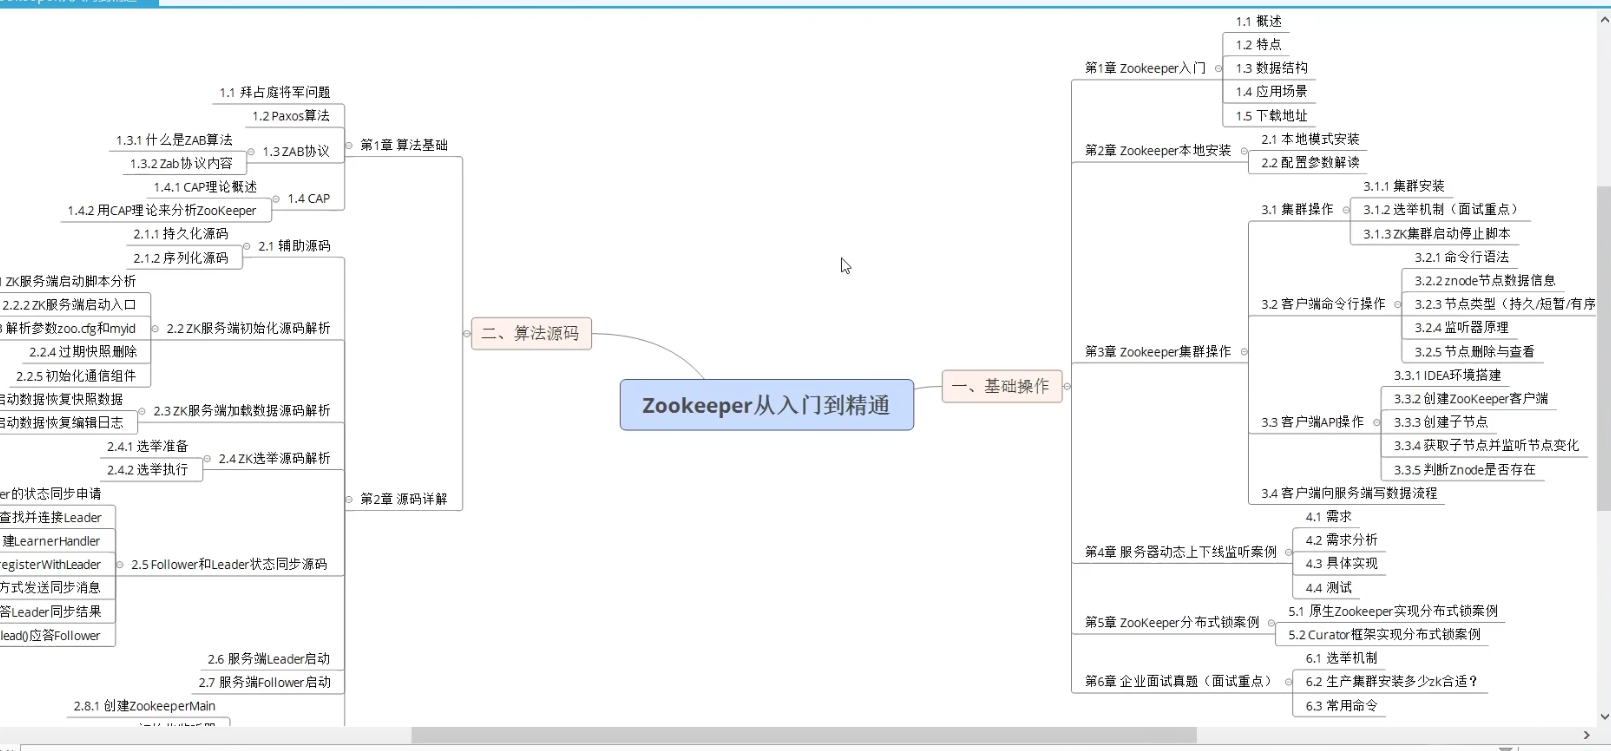 Zookeeper从入门到精通
一、基础操作
第1章 Zookeeper入门
1.1 概述
1.2 特点
1.3 数据结构
1.4 应用场景
1.5 下载地址
第2章 Zookeeper本地安装
2.1 本地模式安装
2.2 配置参数解读
第3章 Zookeeper集群操作
3.1 集群操作
3.1.1 集群安装
3.1.2 选举机制（面试重点）
3.1.3 ZK集群启动停止脚本
3.2 客户端命令行操作
3.2.1 命令行语法
3.2.2 znode节点数据信息
3.2.3 节点类型（持久/短暂/有序
3.2.4 监听器原理
3.2.5 节点删除与查看
3.3 客户端API操作
3.3.1 IDEA环境搭建
3.3.2 创建ZooKeeper客户端
3.3.3 创建子节点
3.3.4 获取子节点并监听节点变化
3.3.5 判断Znode是否存在
3.4 客户端向服务端写数据流程
第4章 服务器动态上下线监听案例
4.1 需求
4.2 需求分析
4.3 具体实现
4.4 测试
第5章 ZooKeeper分布式锁案例
5.1 原生Zookeeper实现分布式锁案例
5.2 Curator框架实现分布式锁案例
第6章 企业面试真题（面试重点）
6.1 选举机制
6.2 生产集群安装多少zk合适？
6.3 常用命令
二、算法源码
第1章 算法基础
1.1 拜占庭将军问题
1.2 Paxos算法
1.3 ZAB协议
1.3.1 什么是ZAB算法
1.3.2 Zab协议内容
1.4 CAP
1.4.1 CAP理论概述
1.4.2 用CAP理论来分析ZooKeeper
第2章 源码详解
2.1 辅助源码
2.1.1 持久化源码
2.1.2 序列化源码
2.2 ZK服务端初始化源码解析
ZK服务端启动脚本分析
2.2.2 ZK服务端启动入口
解析参数zoo.cfg和myid
2.2.4 过期快照删除
2.2.5 初始化通信组件
2.3 ZK服务端加载数据源码解析
启动数据恢复快照数据
启动数据恢复编辑日志
2.4 ZK选举源码解析
2.4.1 选举准备
2.4.2 选举执行
2.5 Follower和Leader状态同步源码
er的状态同步申请
查找并连接Leader
建LearnerHandler
registerWithLeader
方式发送同步消息
答Leader同步结果
lead()应答Follower
2.6 服务端Leader启动
2.7 服务端Follower启动
2.8.1 创建ZookeeperMain